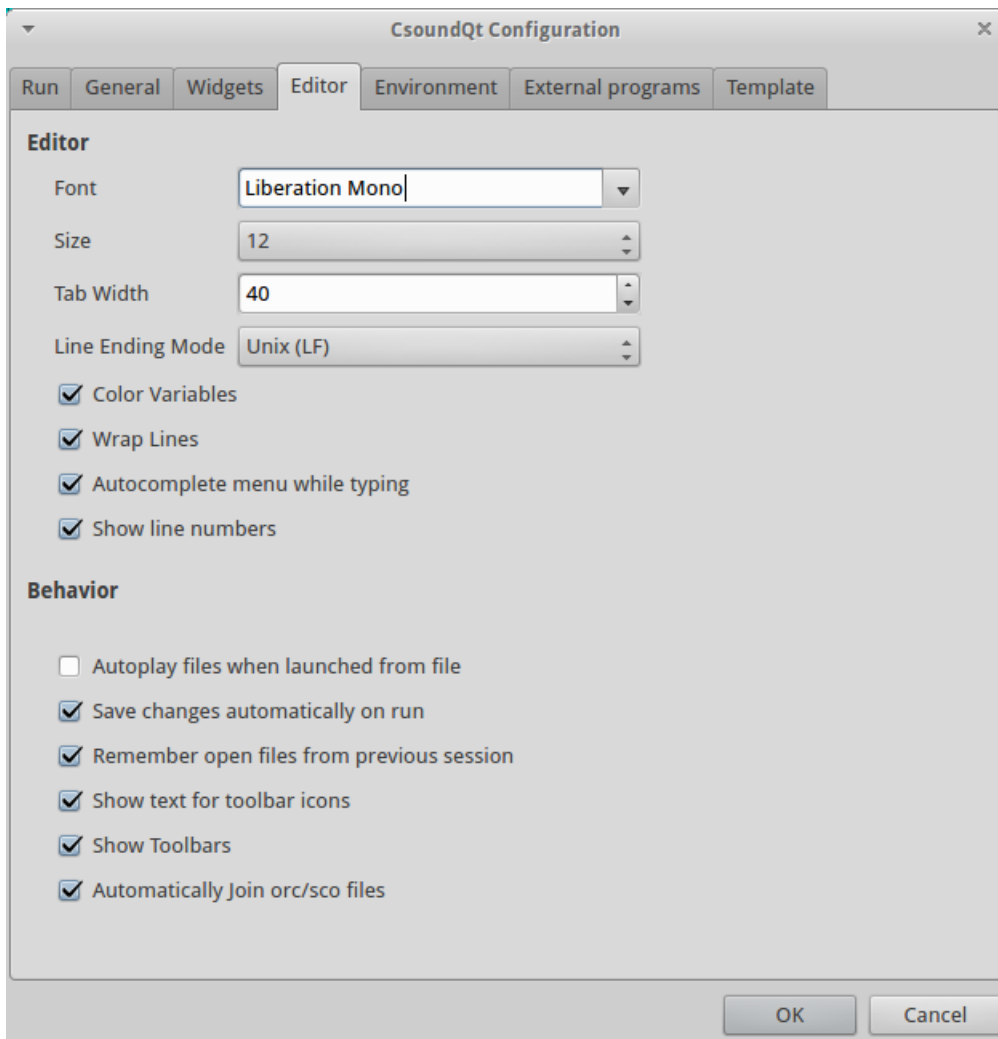 CsoundQt Configuration
Run General Widgets Editor Environment External programs Template
Editor
Font Liberation Mono
Size 12
Tab Width 40
Line Ending Mode Unix (LF)
Color Variables
Wrap Lines
Autocomplete menu while typing
Show line numbers
Behavior
Autoplay files when launched from file
Save changes automatically on run
Remember open files from previous session
Show text for toolbar icons
Show Toolbars
Automatically Join orc/sco files
OK Cancel